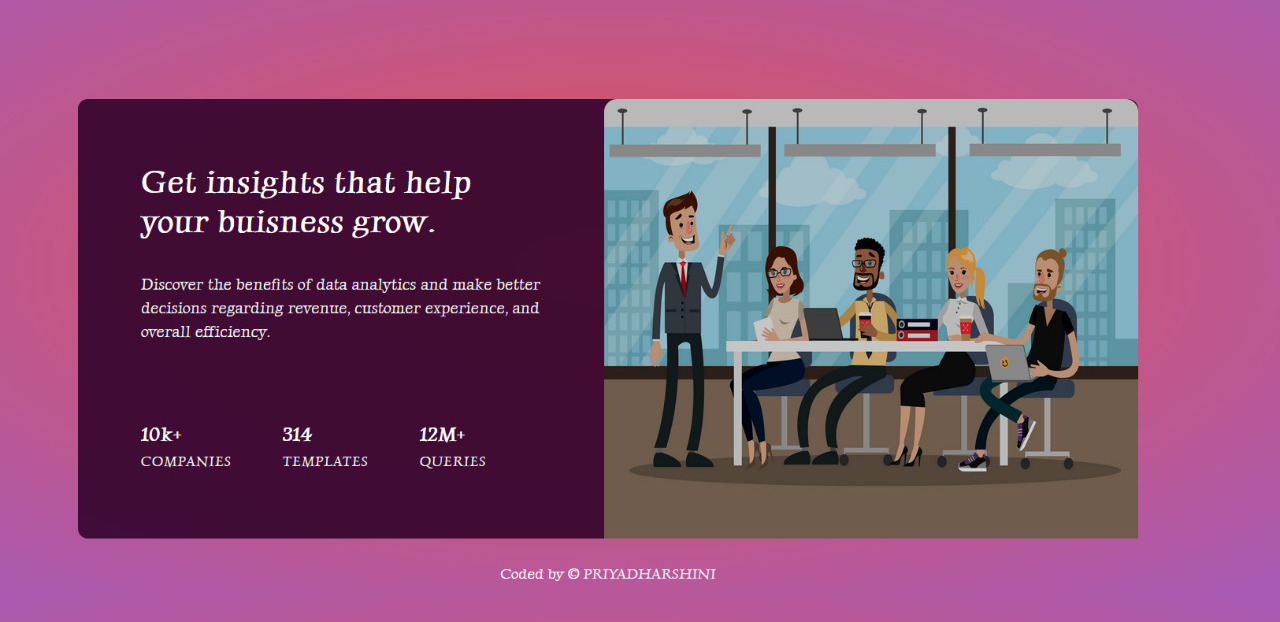 Get insights that help
your buisness grow.
Discover the benefits of data analytics and make better
decisions regarding revenue, customer experience, and
overall efficiency.
10k+
COMPANIES
314
TEMPLATES
12M+
QUERIES
Coded by © PRIYADHARSHINI